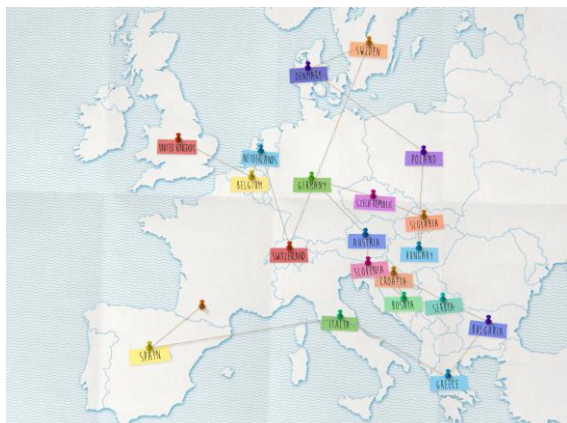 SWEDEN
DENMARK
UNITED KINGDOM
NETHERLANDS
POLAND
BELGIUM
GERMANY
CZECH REPUBLIC
SLOVAKIA
AUSTRIA
HUNGARY
SWITZERLAND
SLOVENIA
CROATIA
BOSNIA
SERBIA
ITALIA
BULGARIA
SPAIN
GREECE